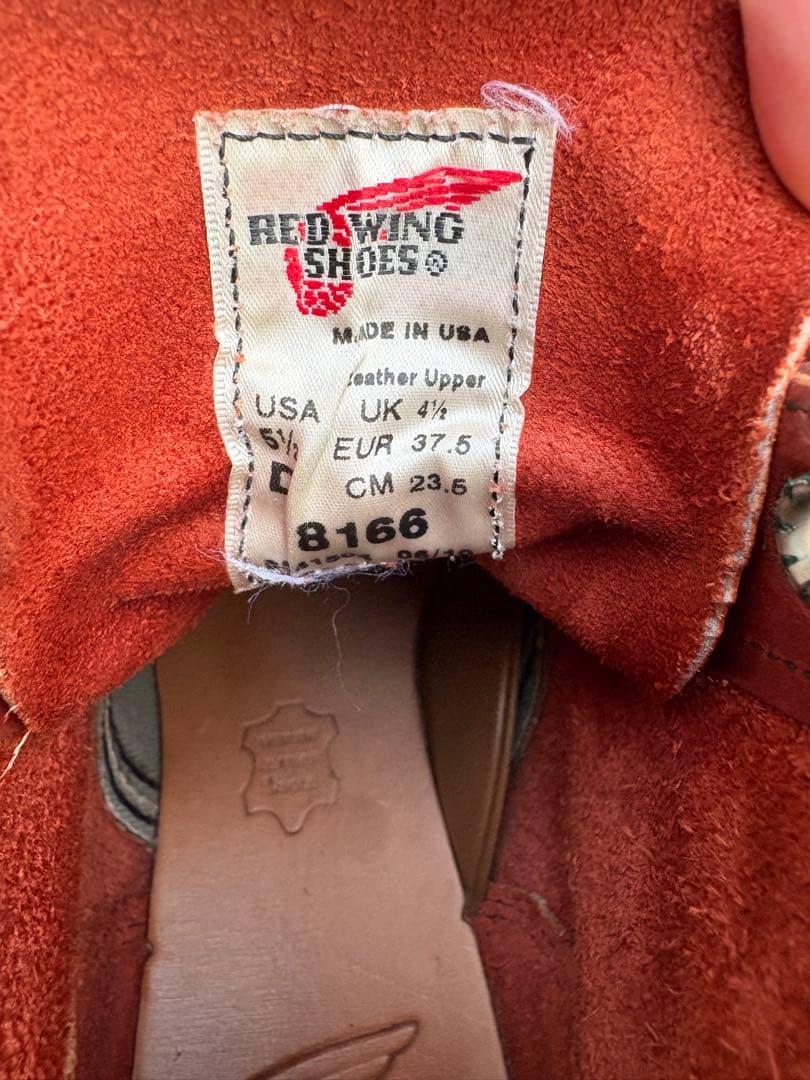 RED WING
SHOES ®
MADE IN USA
Leather Upper
USA UK 4½
5½ EUR 37.5
D CM 23.5
8166